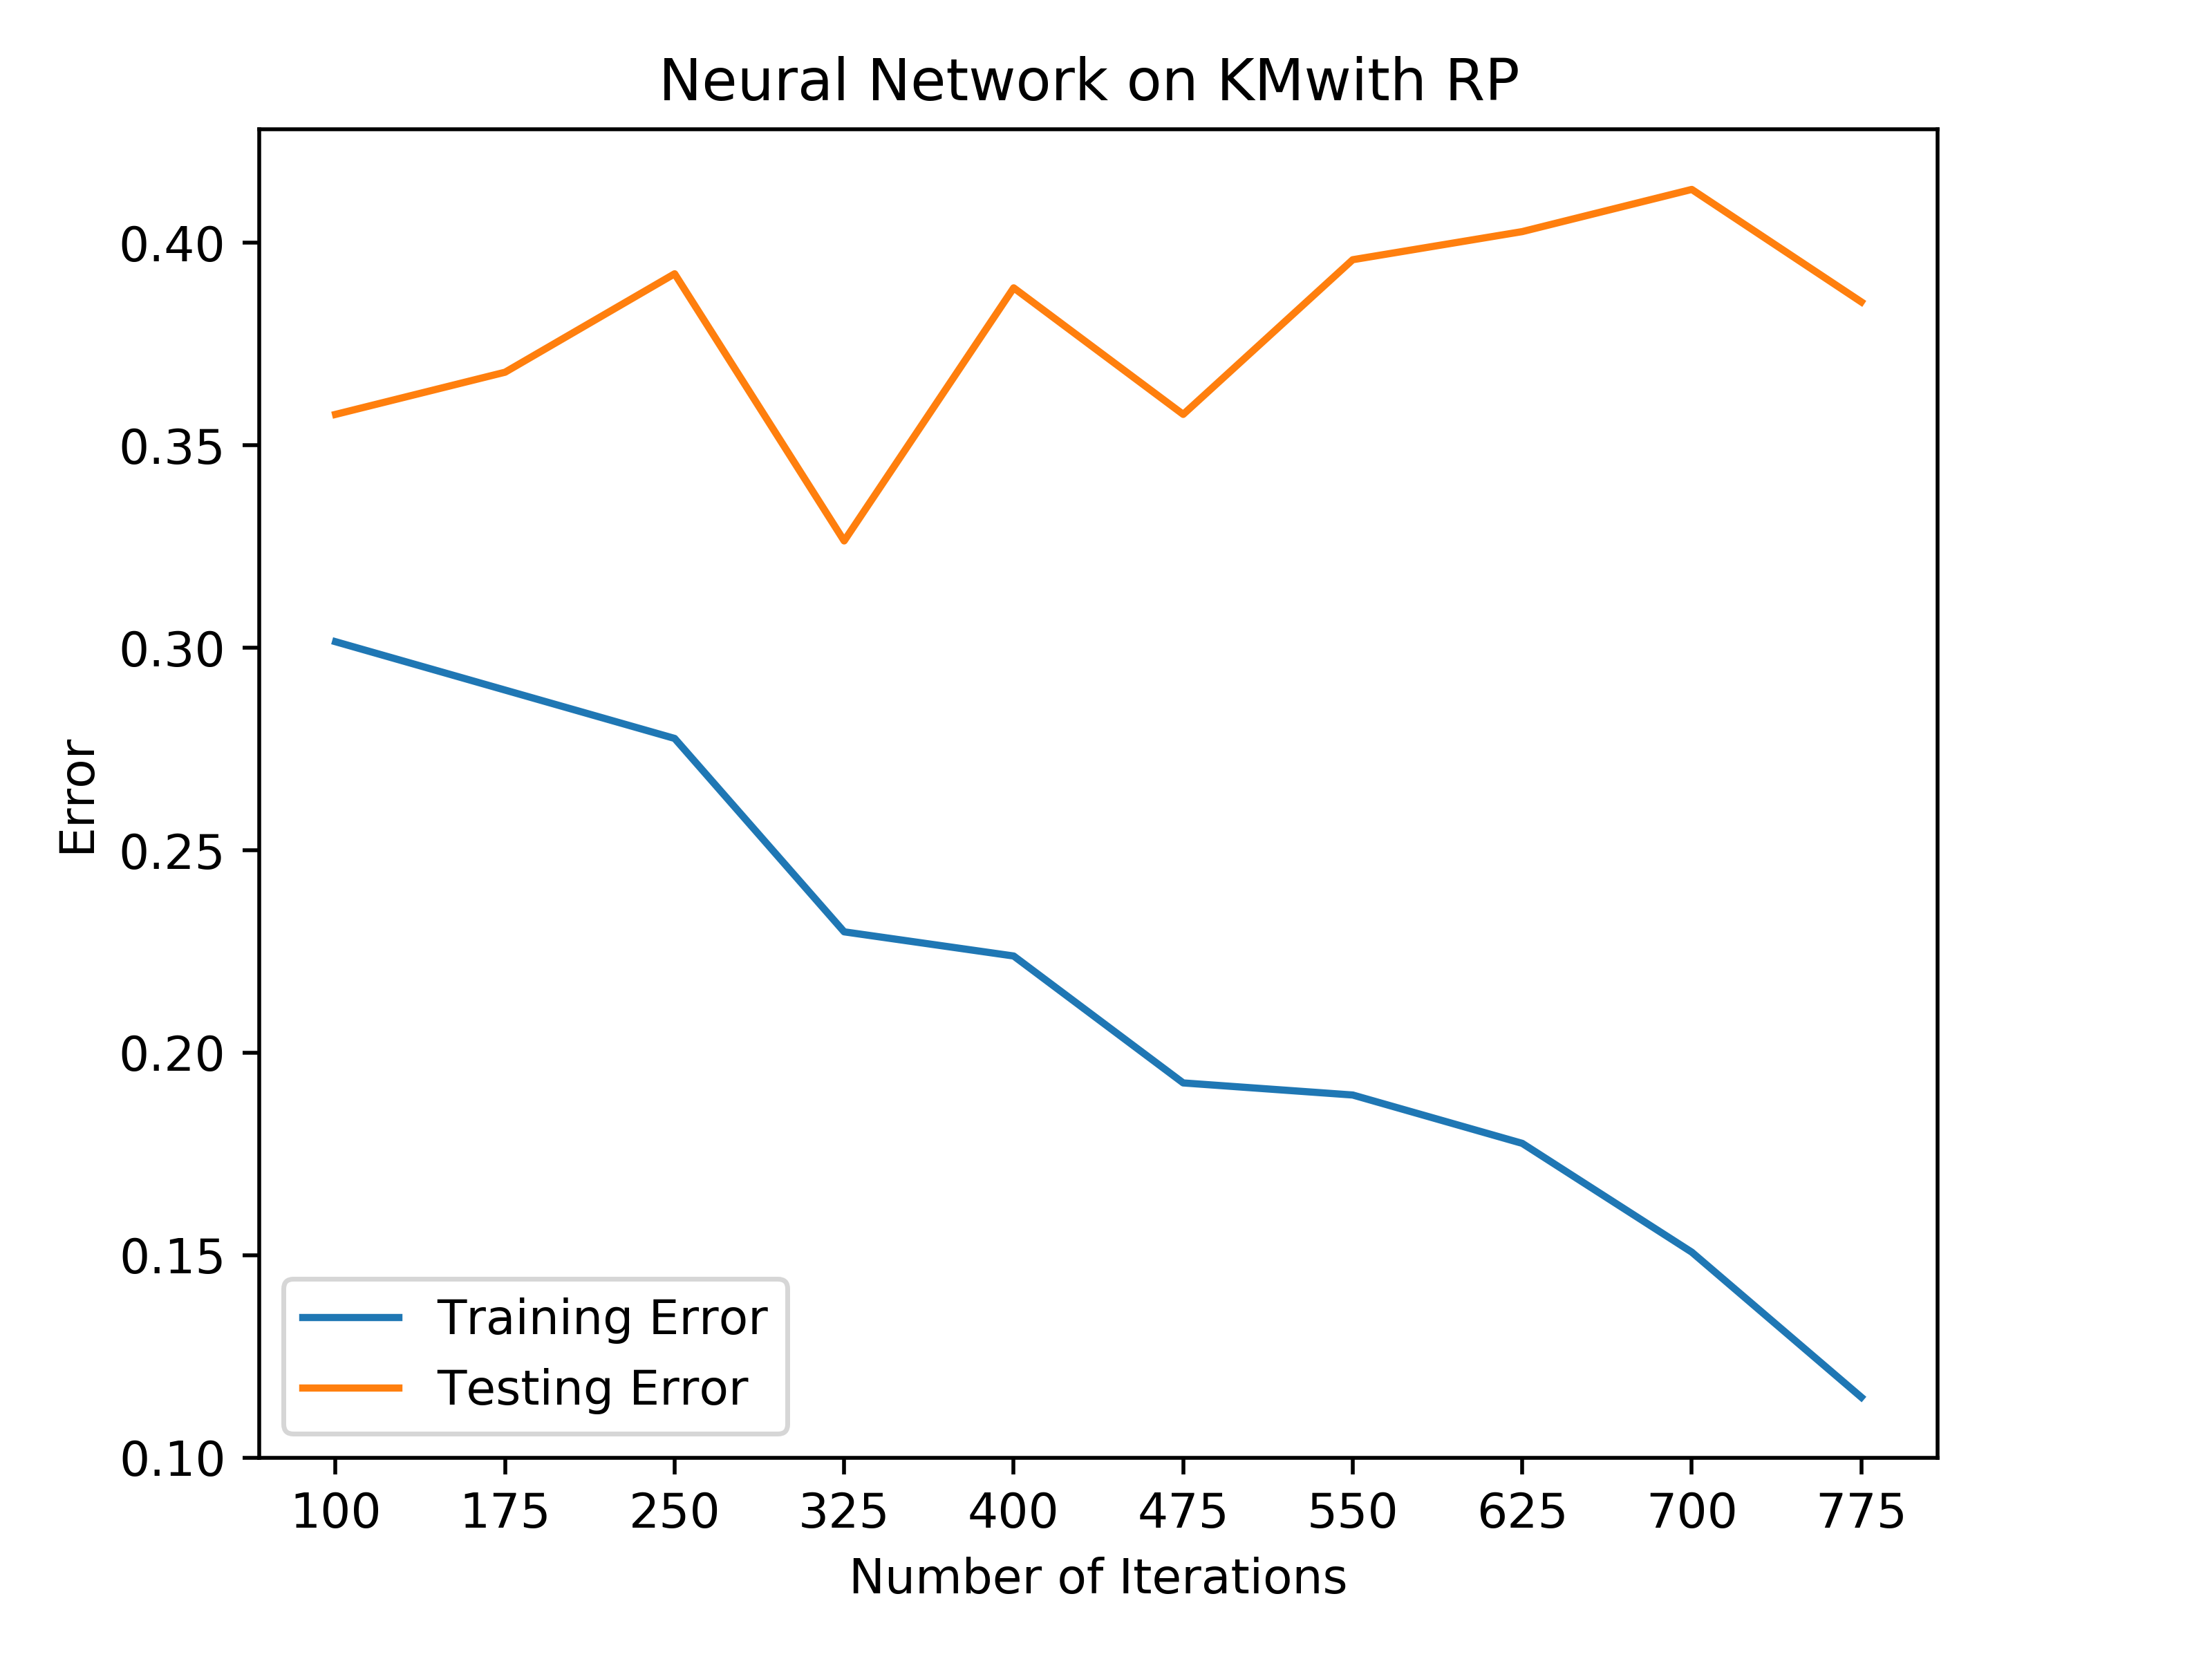 Neural Network on KMwith RP
0.40
0.35
0.30
0.25
0.20
0.15
0.10
Error
Training Error
Testing Error
100 175 250 325 400 475 550 625 700 775
Number of Iterations